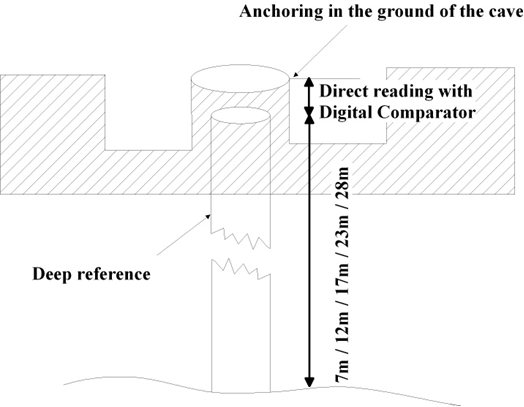 Anchoring in the ground of the cave
Direct reading with
Digital Comparator
7m / 12m / 17m / 23m / 28m
Deep reference